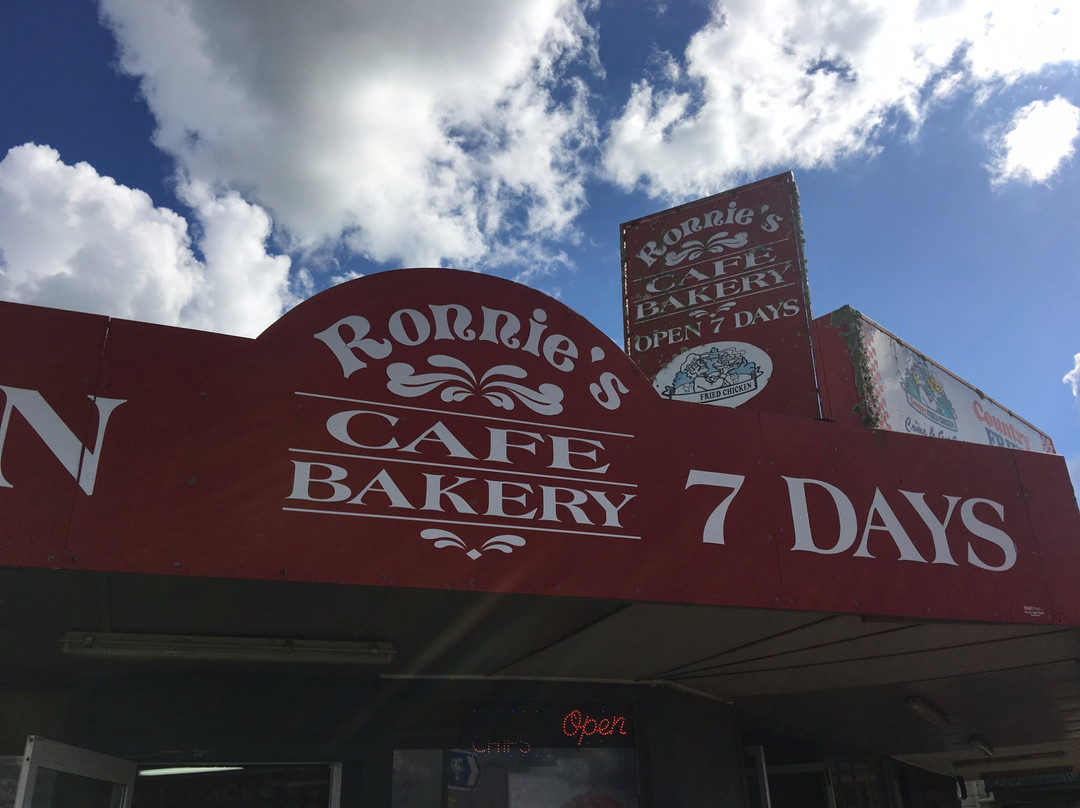 Ronnie's
CAFE
BAKERY
OPEN 7 DAYS
FRIED CHICKEN
Country
Ronnie's
CAFE
BAKERY
N
7 DAYS
Open
CHIPS